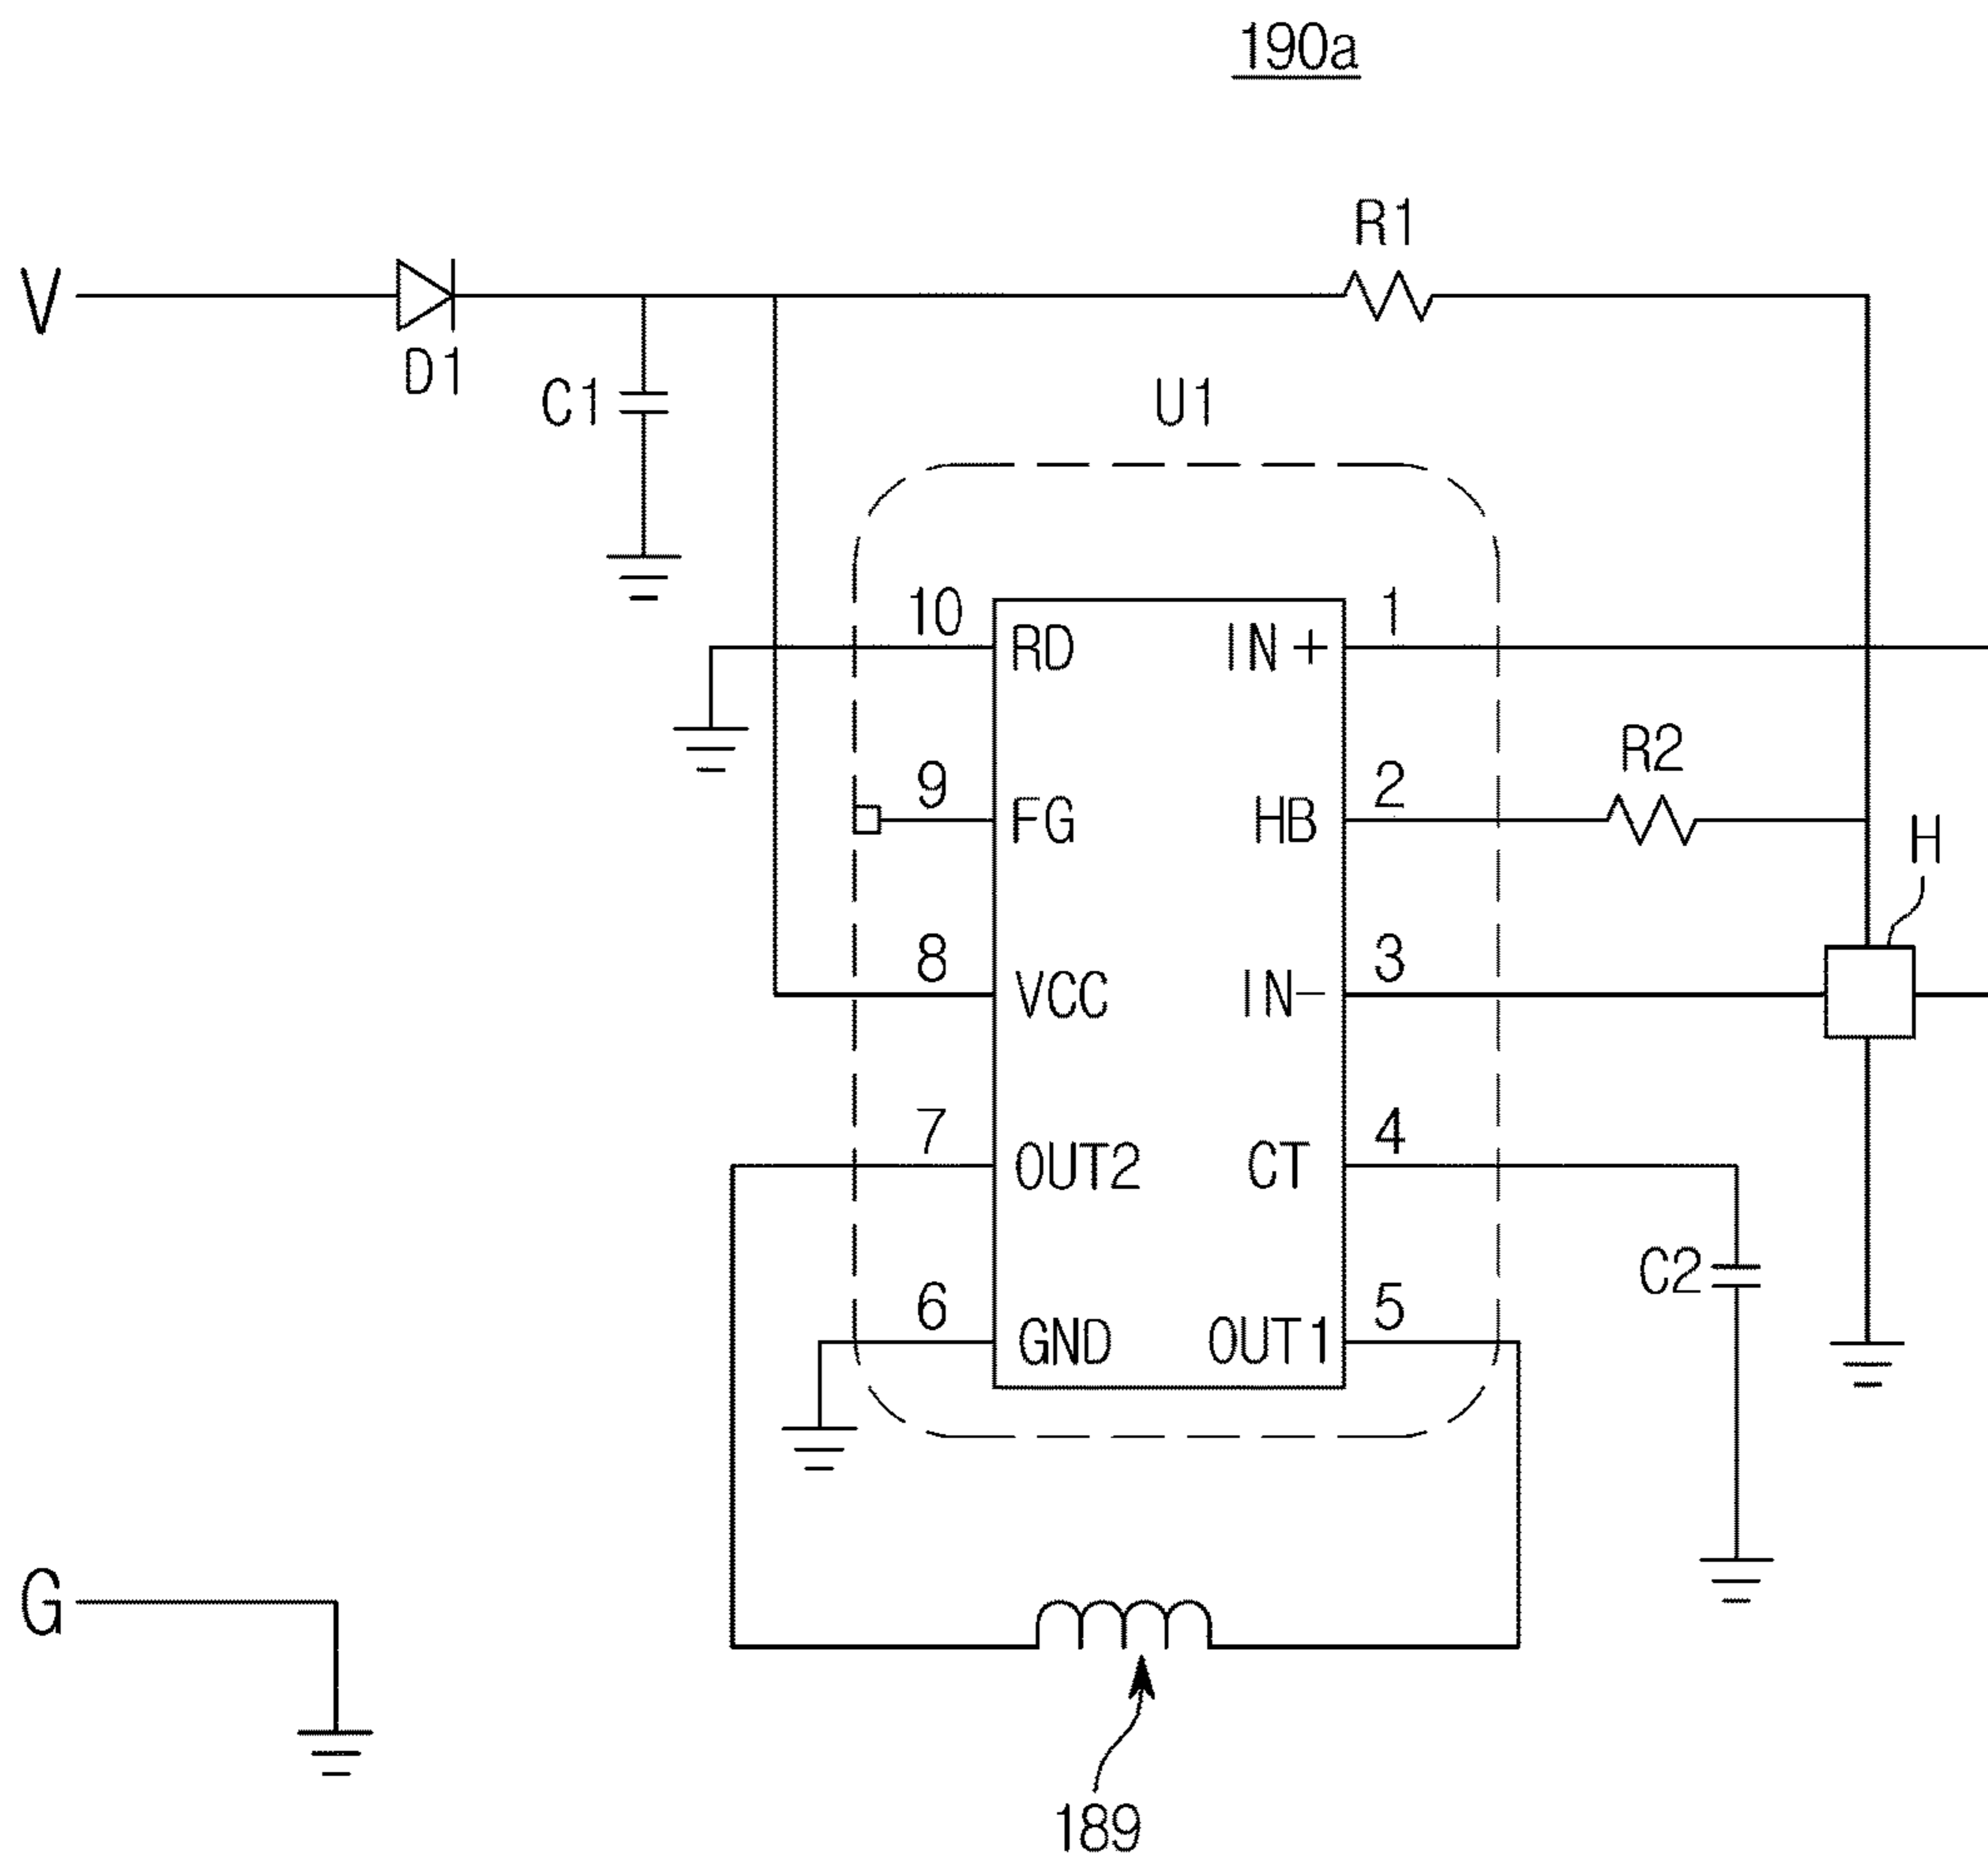 190a
R1
V
D1
C1
U1
10
RD
IN+
1
R2
9
FG
HB
2
H
8
VCC
IN-
3
7
OUT2
CT
4
C2
6
GND
OUT1
5
G
189